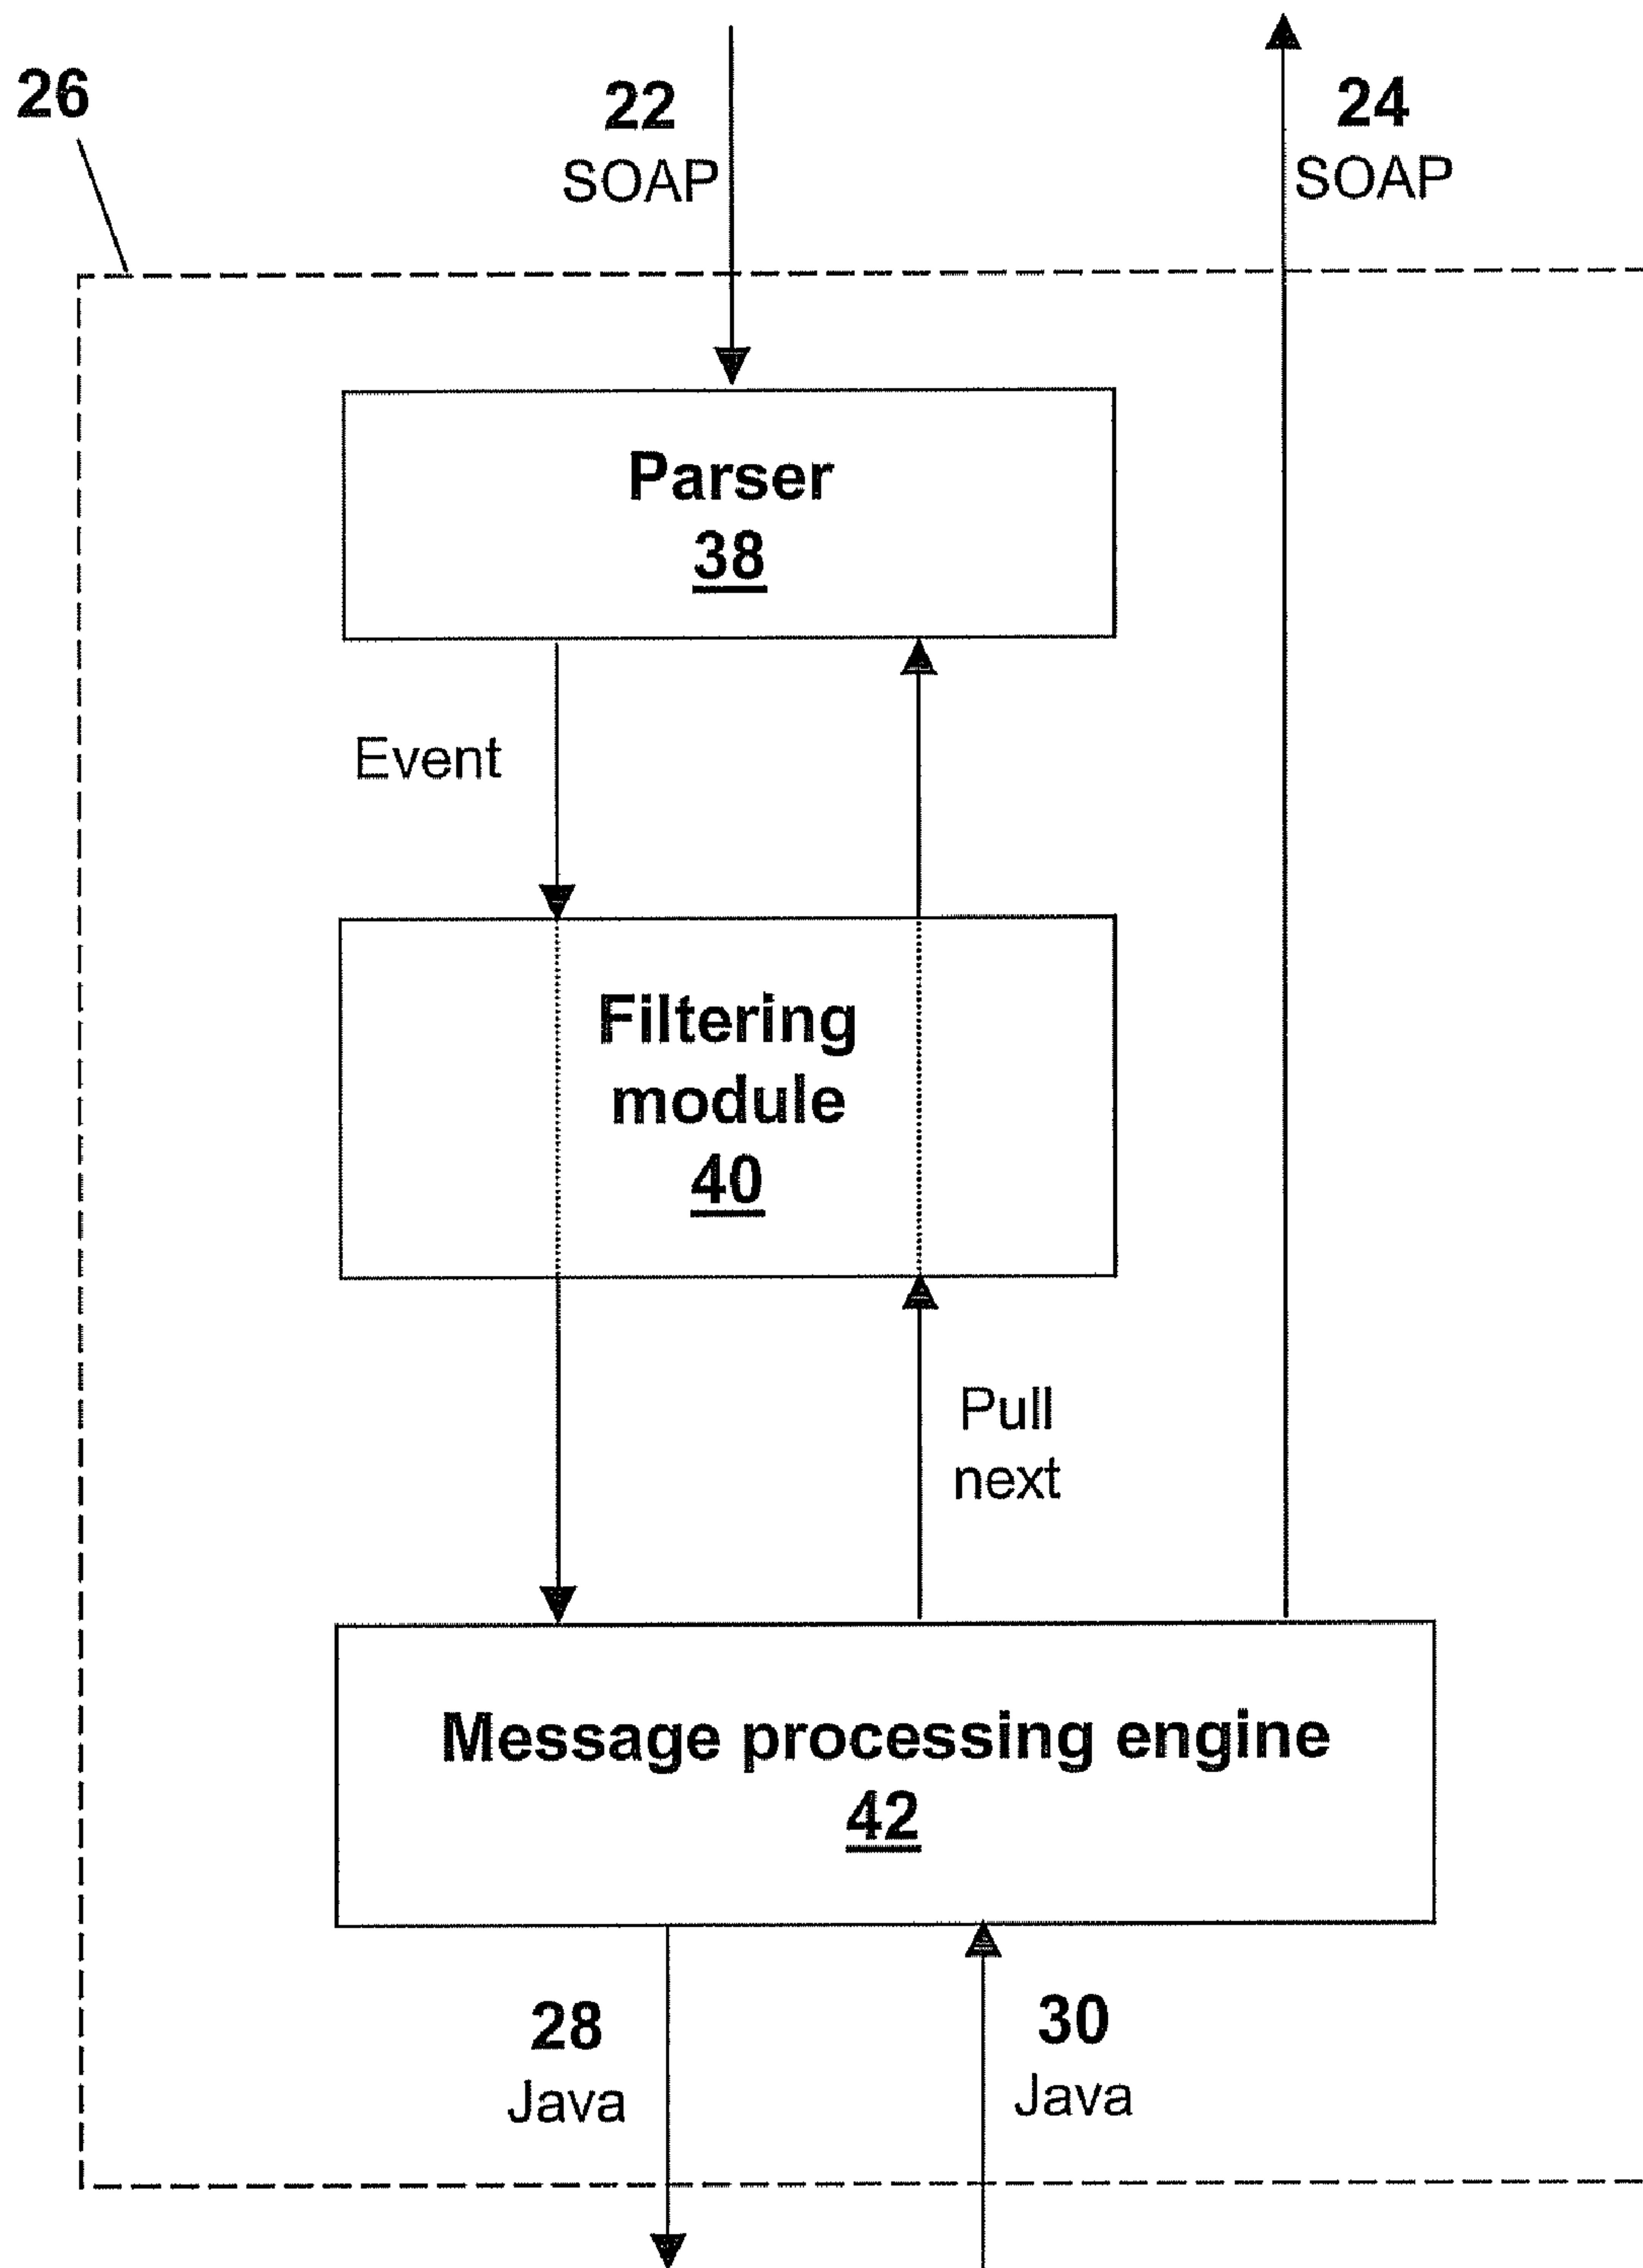 26
22
SOAP
24
SOAP
Parser
38
Event
Filtering
module
40
Pull
next
Message processing engine
42
28
Java
30
Java